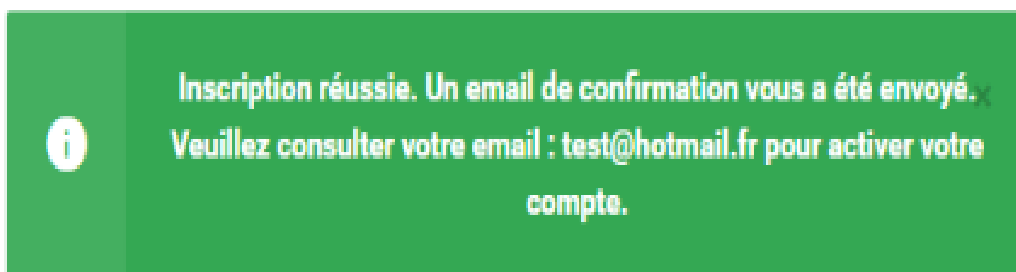 Inscription réussie. Un email de confirmation vous a été envoyé.
Veuillez consulter votre email : test@hotmail.fr pour activer votre
compte.